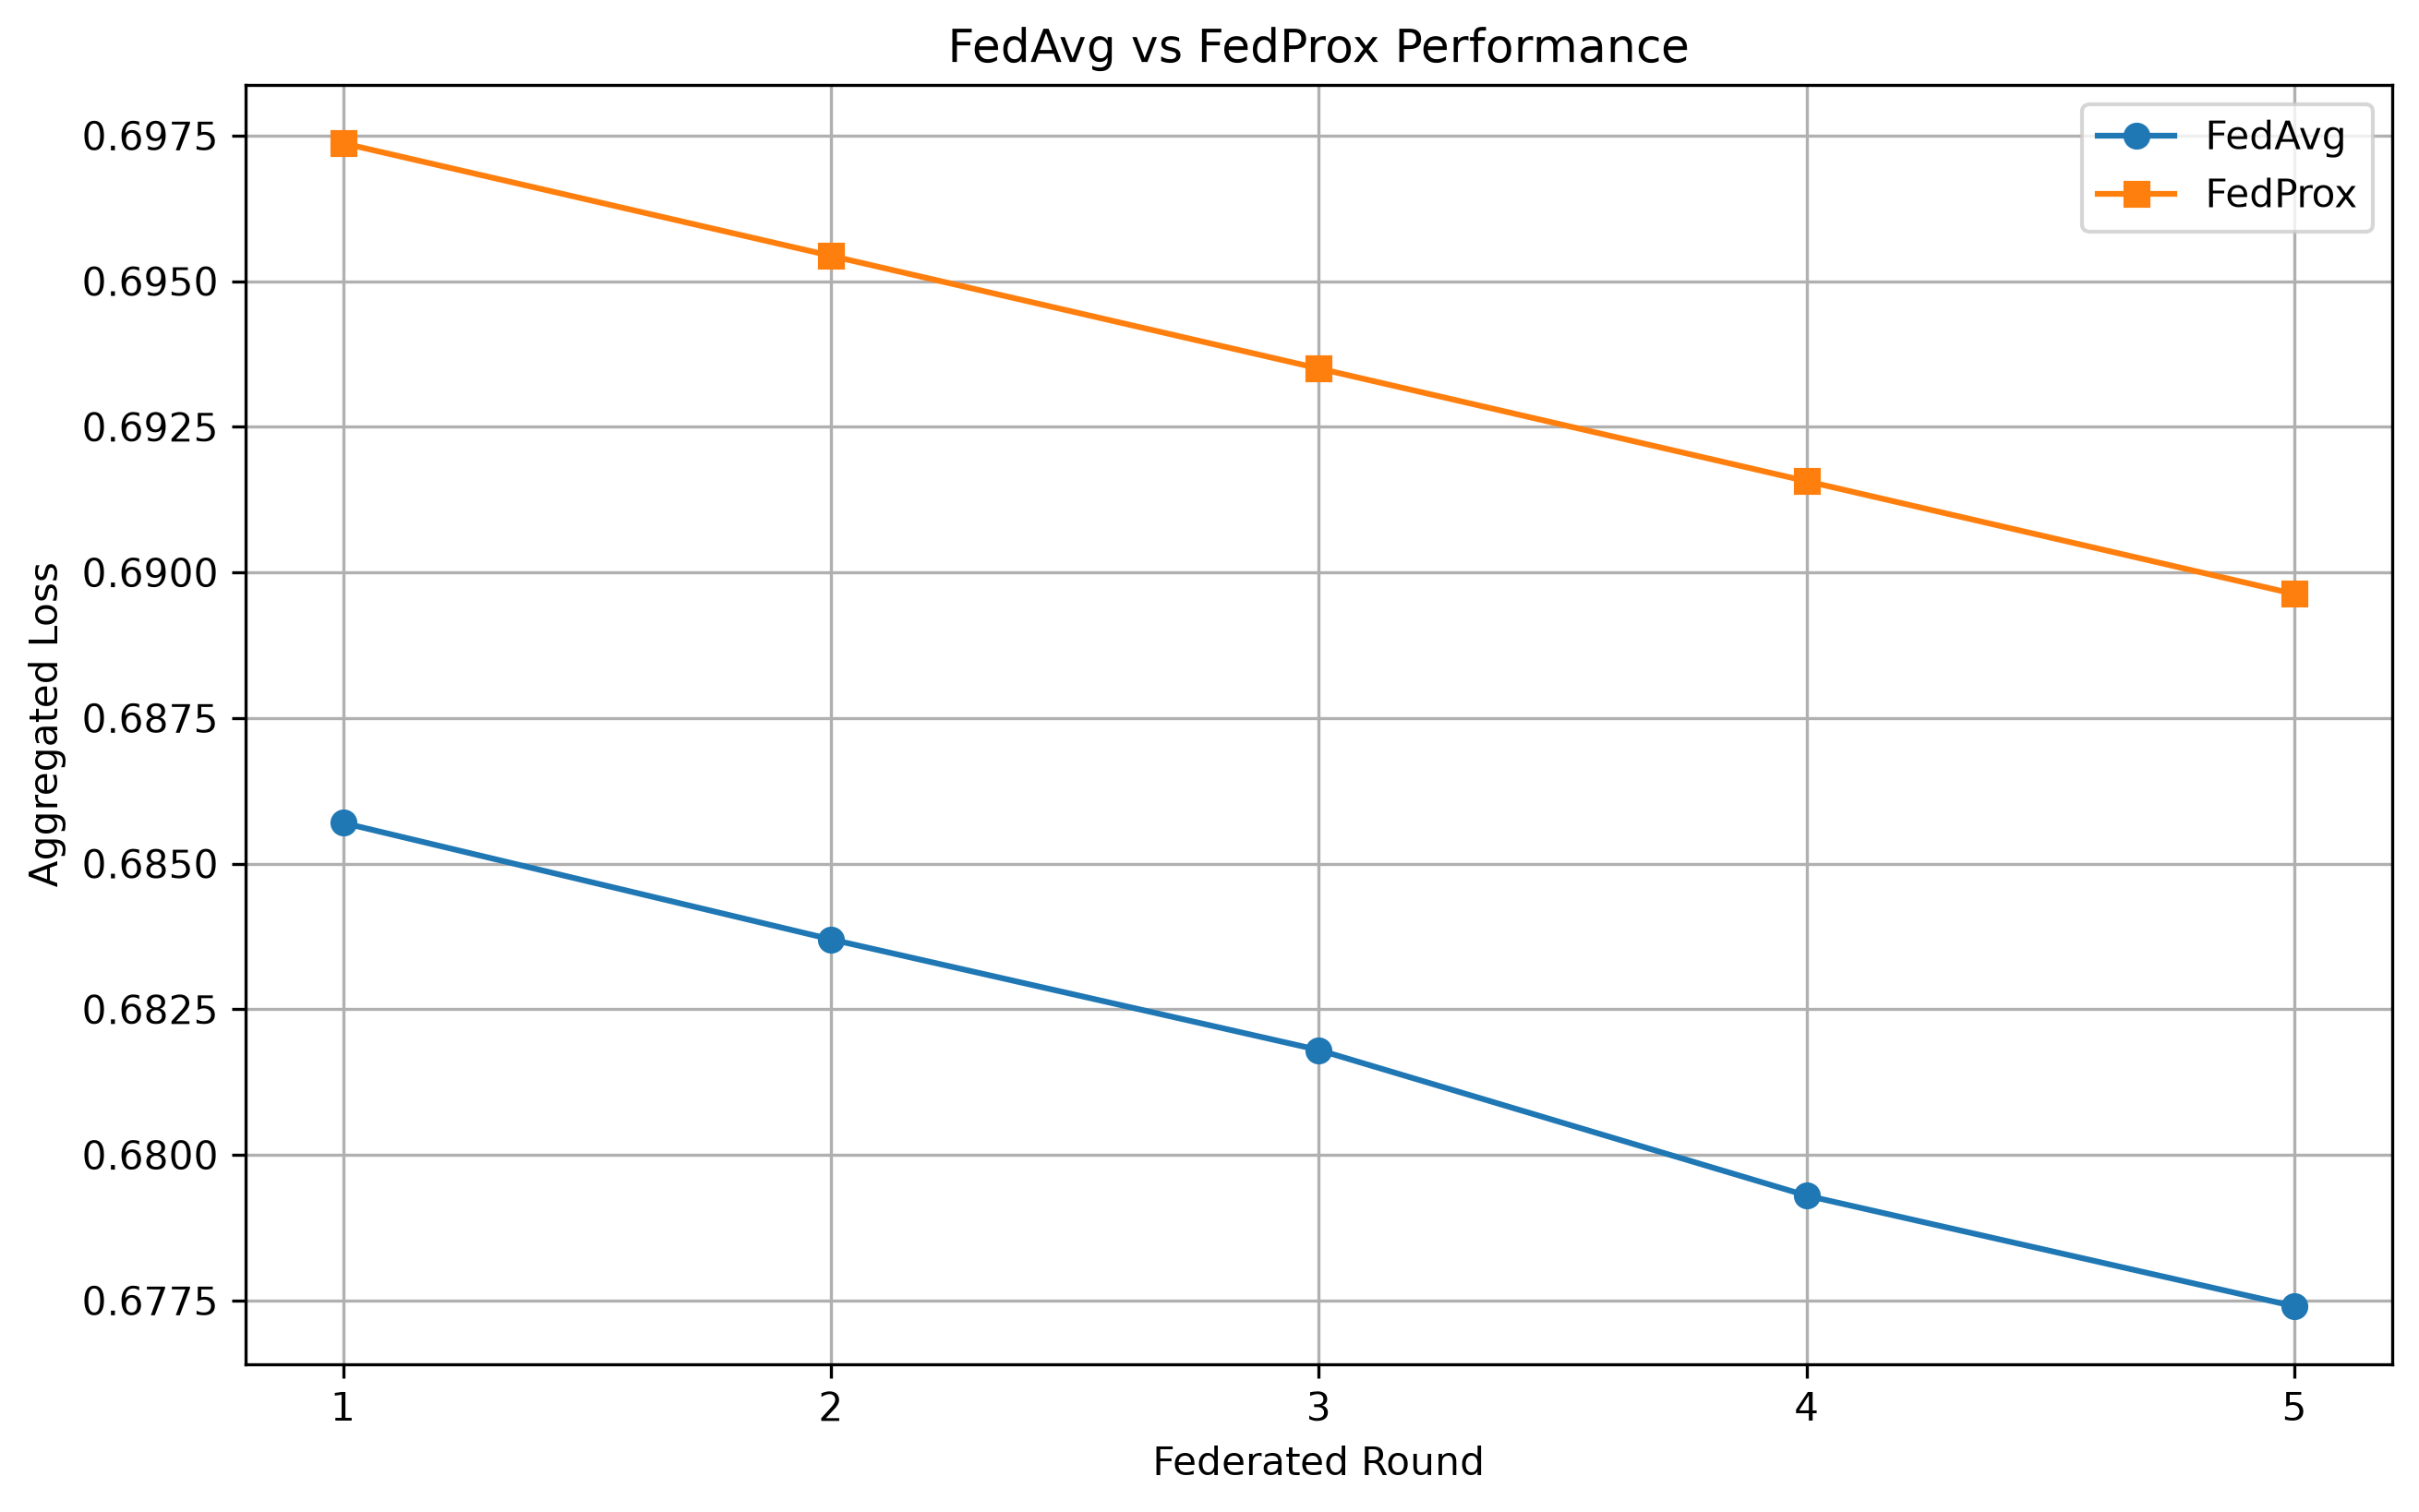 FedAvg vs FedProx Performance
FedAvg
FedProx
0.6975
0.6950
0.6925
0.6900
0.6875
0.6850
0.6825
0.6800
0.6775
Aggregated Loss
1 2 3 4 5
Federated Round